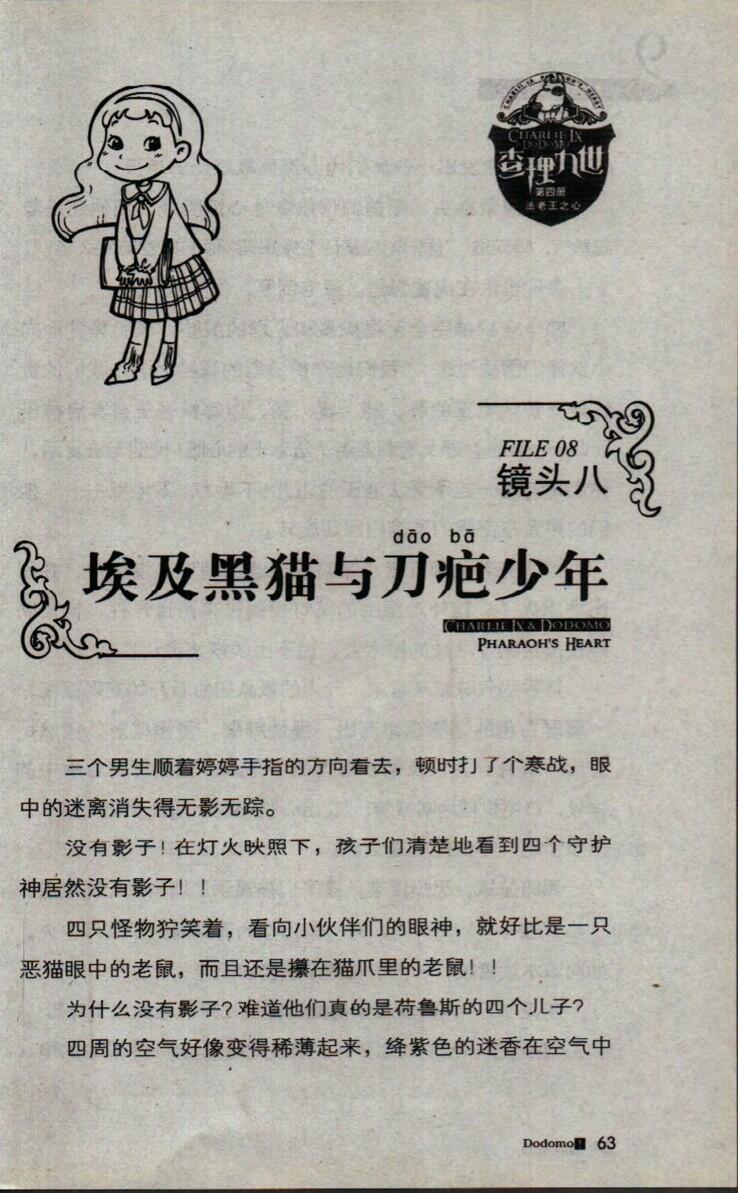 CHARLIE IX & DODOMO'S HEART
CHARLIE IX
& DODOMO
查理九世
第四册
法老王之心
FILE 08
镜头八
dāo bā
埃及黑猫与刀疤少年
CHARLIE IX & DODOMO
PHARAOH'S HEART
三个男生顺着婷婷手指的方向看去，顿时打了个寒战，眼
中的迷离消失得无影无踪。
没有影子！在灯火映照下，孩子们清楚地看到四个守护
神居然没有影子！！
四只怪物狞笑着，看向小伙伴们的眼神，就好比是一只
恶猫眼中的老鼠，而且还是攥在猫爪里的老鼠！！
为什么没有影子？难道他们真的是荷鲁斯的四个儿子？
四周的空气好像变得稀薄起来，绛紫色的迷香在空气中
Dodomo! 63